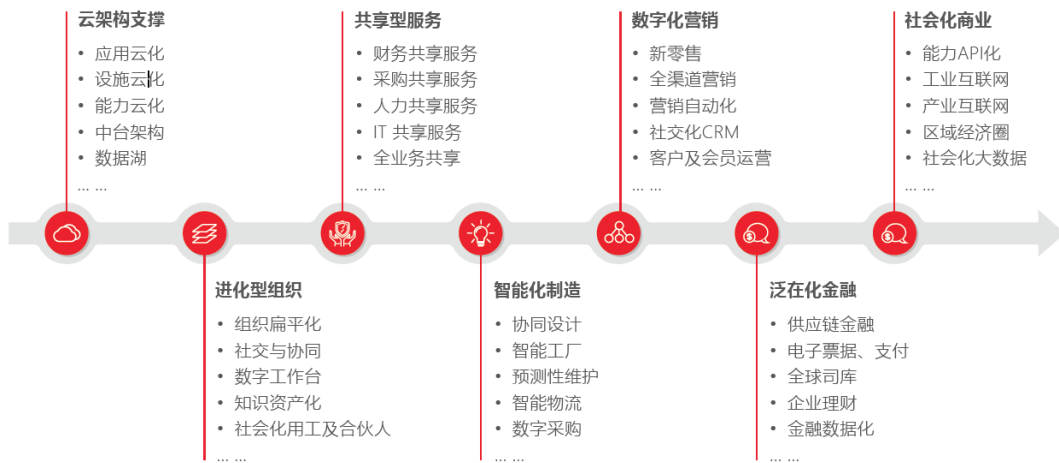 云架构支撑
• 应用云化
• 设施云化
• 能力云化
• 中台架构
• 数据湖
... ...
进化型组织
• 组织扁平化
• 社交与协同
• 数字工作台
• 知识资产化
• 社会化用工及合伙人
... ...
共享型服务
• 财务共享服务
• 采购共享服务
• 人力共享服务
• IT 共享服务
• 全业务共享
... ...
智能化制造
• 协同设计
• 智能工厂
• 预测性维护
• 智能物流
• 数字采购
... ...
数字化营销
• 新零售
• 全渠道营销
• 营销自动化
• 社交化CRM
• 客户及会员运营
... ...
泛在化金融
• 供应链金融
• 电子票据、支付
• 全球司库
• 企业理财
• 金融数据化
... ...
社会化商业
• 能力API化
• 工业互联网
• 产业互联网
• 区域经济圈
• 社会化大数据
... ...